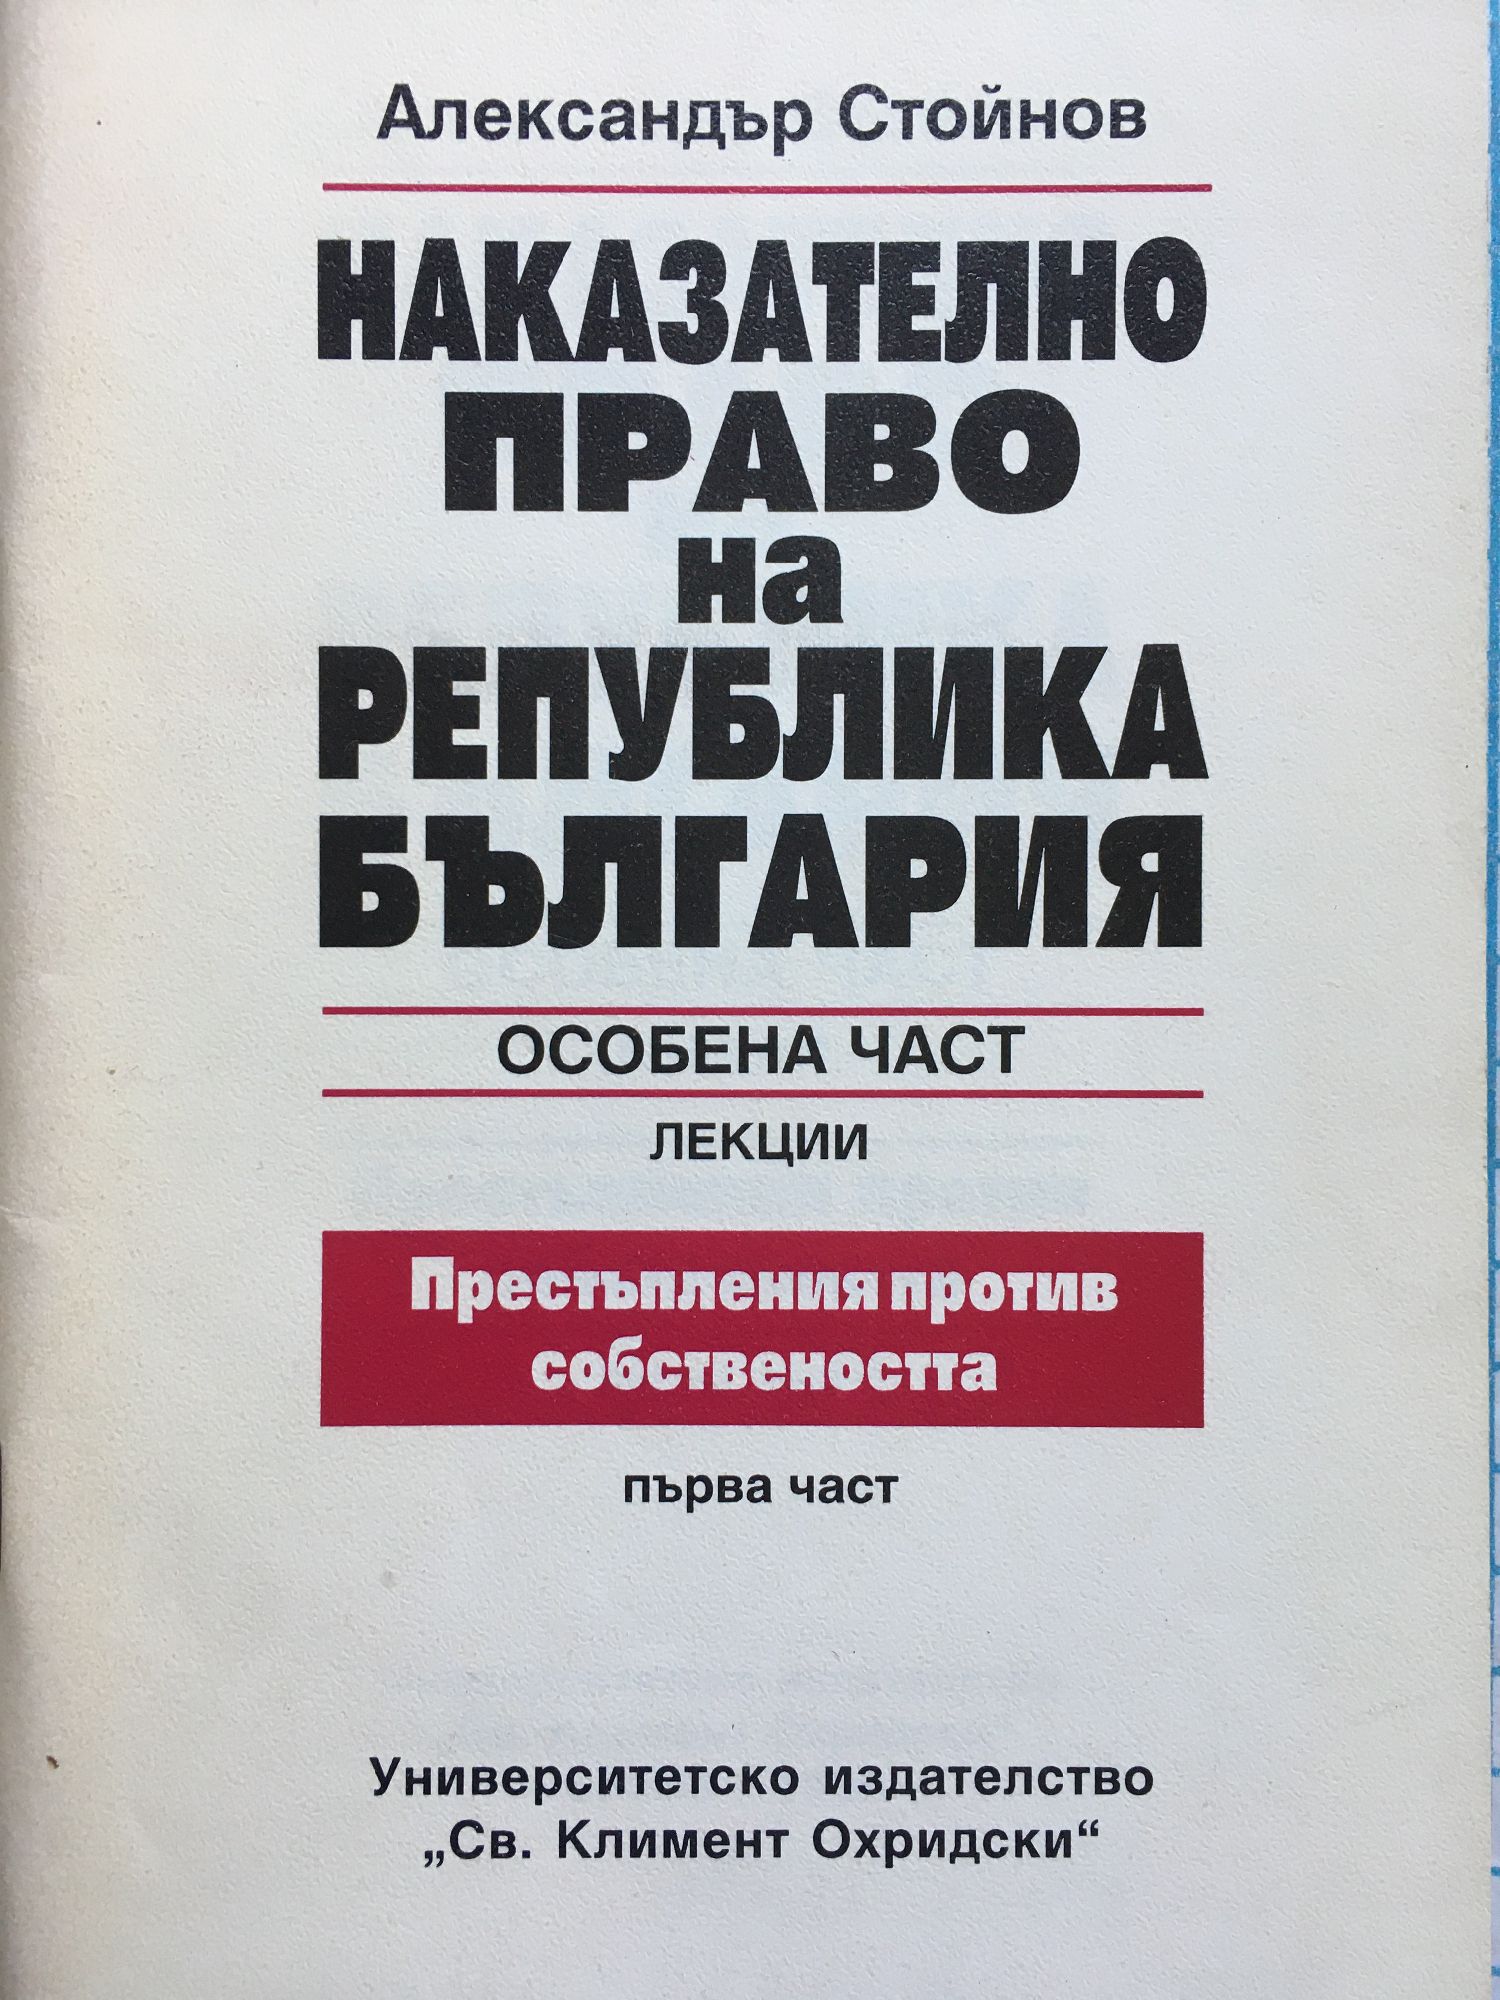 Александър Стойнов
НАКАЗАТЕЛНО
ПРАВО
на
РЕПУБЛИКА
БЪЛГАРИЯ
ОСОБЕНА ЧАСТ
ЛЕКЦИИ
Престъпления против
собствеността
първа част
Университетско издателство
„Св. Климент Охридски“